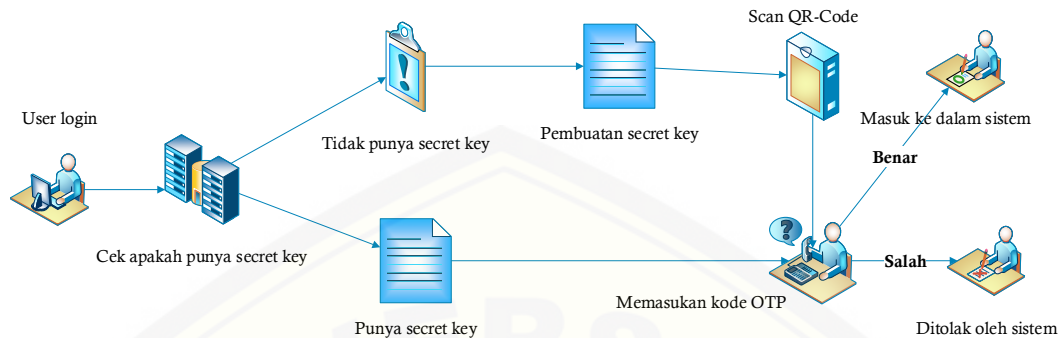 Scan QR-Code
User login
Tidak punya secret key
Pembuatan secret key
Masuk ke dalam sistem
Benar
Cek apakah punya secret key
Salah
Memasukan kode OTP
Punya secret key
Ditolak oleh sistem